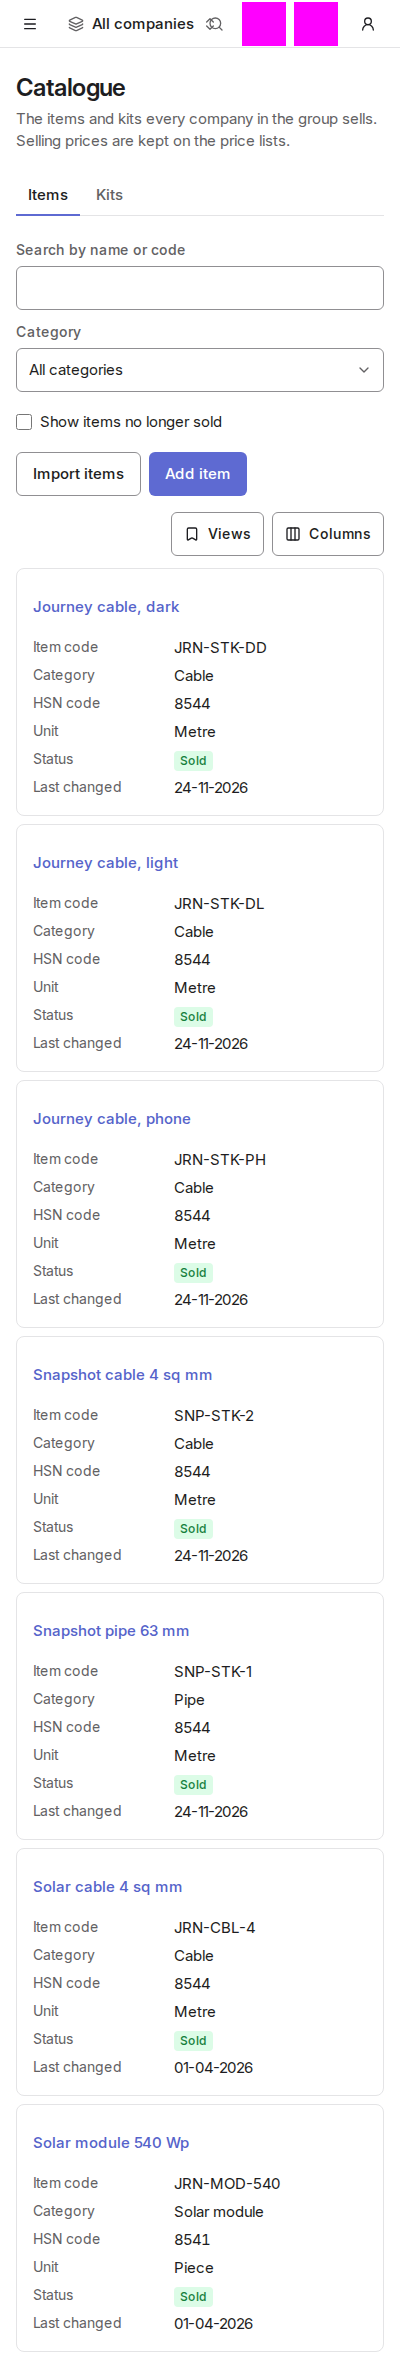 All companies
Catalogue
The items and kits every company in the group sells.
Selling prices are kept on the price lists.
Items Kits
Search by name or code
Category
All categories
Show items no longer sold
Import items Add item
Views Columns
Journey cable, dark
Item code JRN-STK-DD
Category Cable
HSN code 8544
Unit Metre
Status Sold
Last changed 24-11-2026
Journey cable, light
Item code JRN-STK-DL
Category Cable
HSN code 8544
Unit Metre
Status Sold
Last changed 24-11-2026
Journey cable, phone
Item code JRN-STK-PH
Category Cable
HSN code 8544
Unit Metre
Status Sold
Last changed 24-11-2026
Snapshot cable 4 sq mm
Item code SNP-STK-2
Category Cable
HSN code 8544
Unit Metre
Status Sold
Last changed 24-11-2026
Snapshot pipe 63 mm
Item code SNP-STK-1
Category Pipe
HSN code 8544
Unit Metre
Status Sold
Last changed 24-11-2026
Solar cable 4 sq mm
Item code JRN-CBL-4
Category Cable
HSN code 8544
Unit Metre
Status Sold
Last changed 01-04-2026
Solar module 540 Wp
Item code JRN-MOD-540
Category Solar module
HSN code 8541
Unit Piece
Status Sold
Last changed 01-04-2026